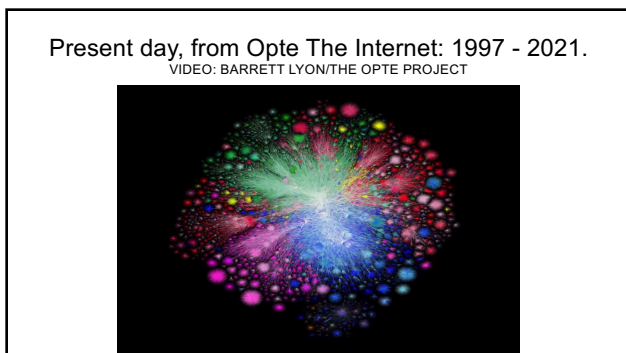 Present day, from Opte The Internet: 1997 - 2021.
VIDEO: BARRETT LYON/THE OPTE PROJECT